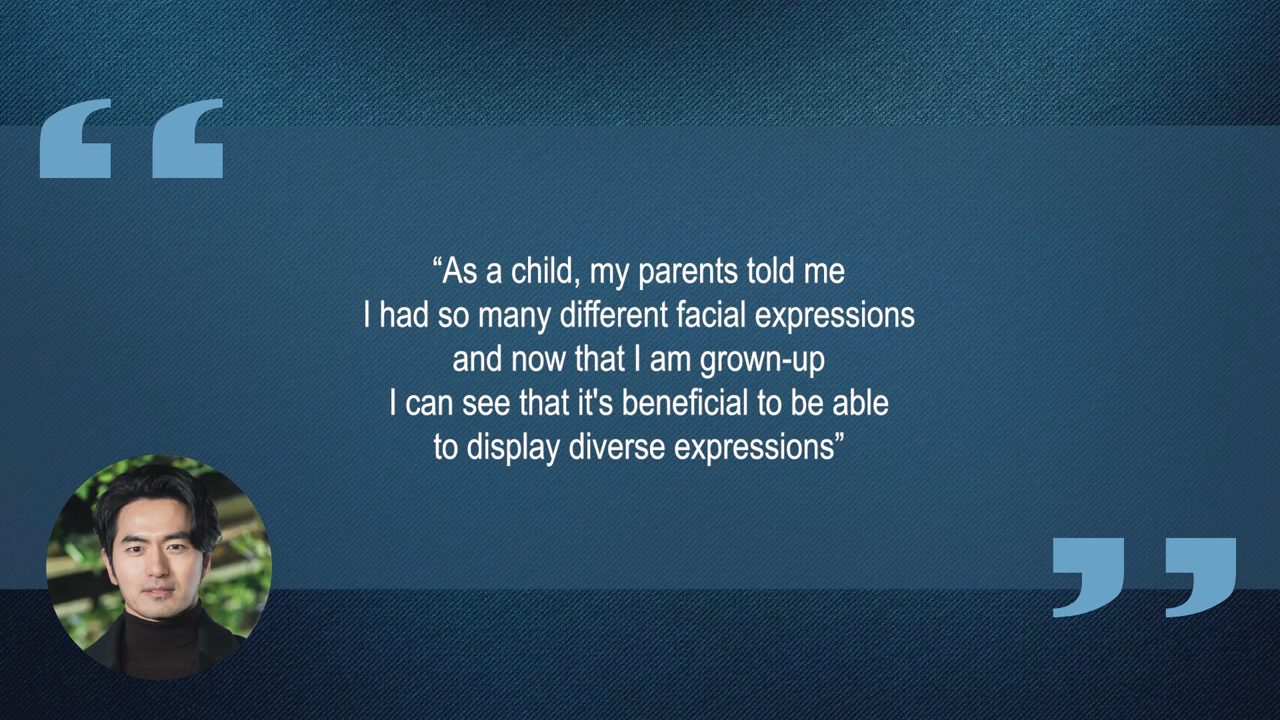 “As a child, my parents told me
I had so many different facial expressions
and now that I am grown-up
I can see that it's beneficial to be able
to display diverse expressions”